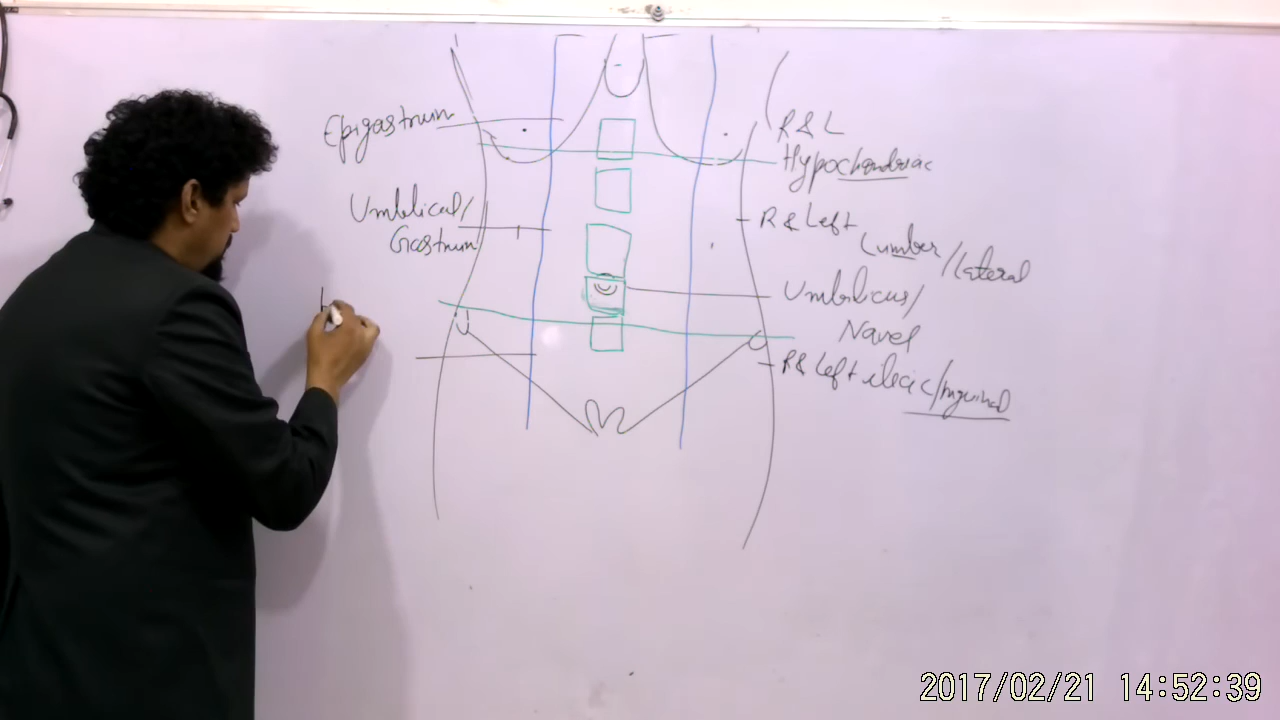 Epigastrum
Umbilical/
Gastrum
R & L
Hypochondriac
R & Left
Lumber/Lateral
Umbilicus/
Navel
R & Left iliac/Inguinal
2017/02/21 14:52:39